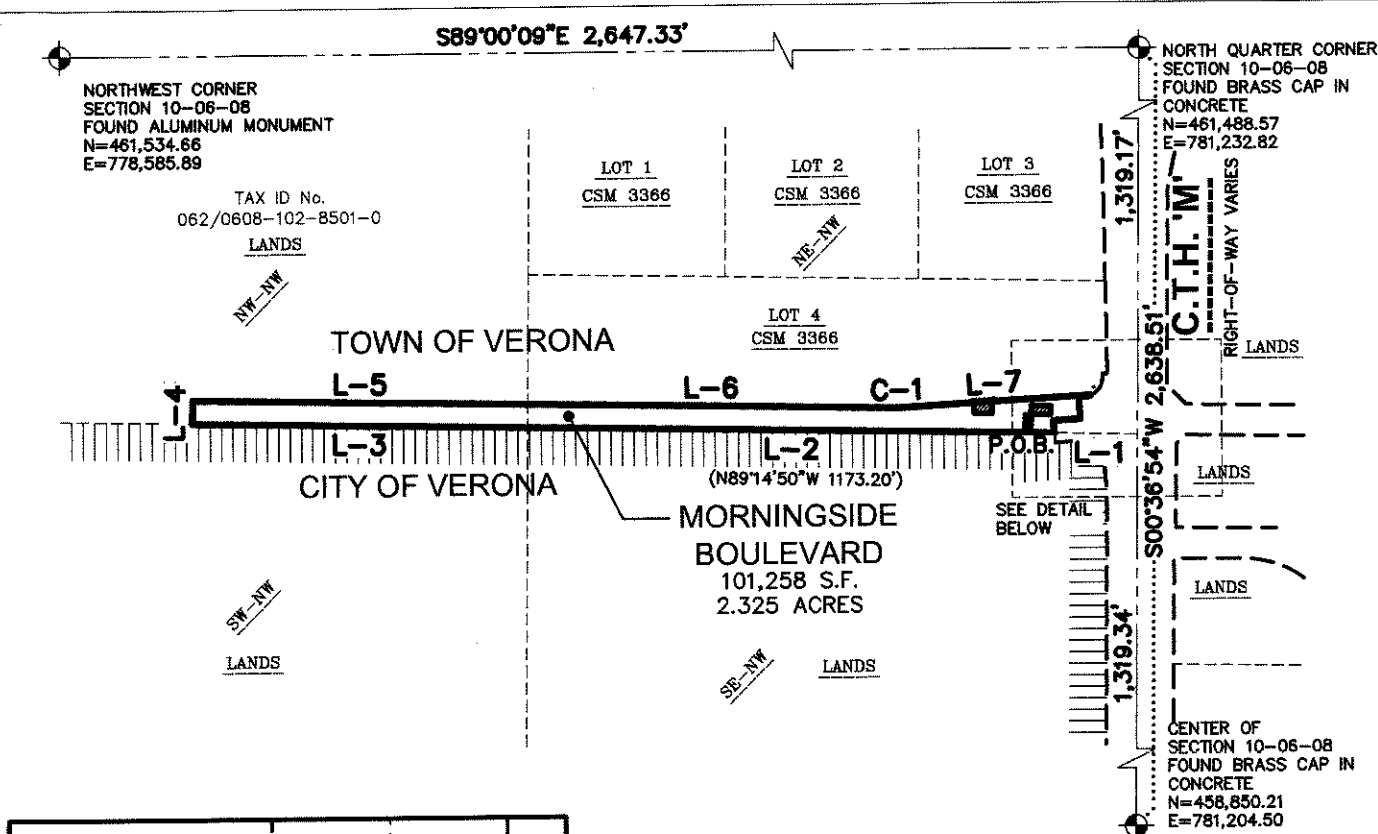 S89°00'09"E 2,647.33'
NORTHWEST CORNER
SECTION 10-06-08
FOUND ALUMINUM MONUMENT
N=461,534.66
E=778,585.89
NORTH QUARTER CORNER
SECTION 10-06-08
FOUND BRASS CAP IN
CONCRETE
N=461,488.57
E=781,232.82
TAX ID No.
062/0608-102-8501-0
LANDS
NW-NW
LOT 1
CSM 3366
LOT 2
CSM 3366
LOT 3
CSM 3366
NE-NW
LOT 4
CSM 3366
1,319.17'
C.T.H. 'M'
RIGHT-OF-WAY VARIES
LANDS
TOWN OF VERONA
L-4
L-5
L-6
C-1
L-7
L-3
L-2
P.O.B.
L-1
(N89°14'50"W 1173.20')
CITY OF VERONA
MORNINGSIDE
BOULEVARD
101,258 S.F.
2.325 ACRES
SEE DETAIL
BELOW
S00°36'54"W 2,638.51'
LANDS
LANDS
SW-NW
LANDS
SE-NW
LANDS
1,319.34'
CENTER OF
SECTION 10-06-08
FOUND BRASS CAP IN
CONCRETE
N=458,850.21
E=781,204.50